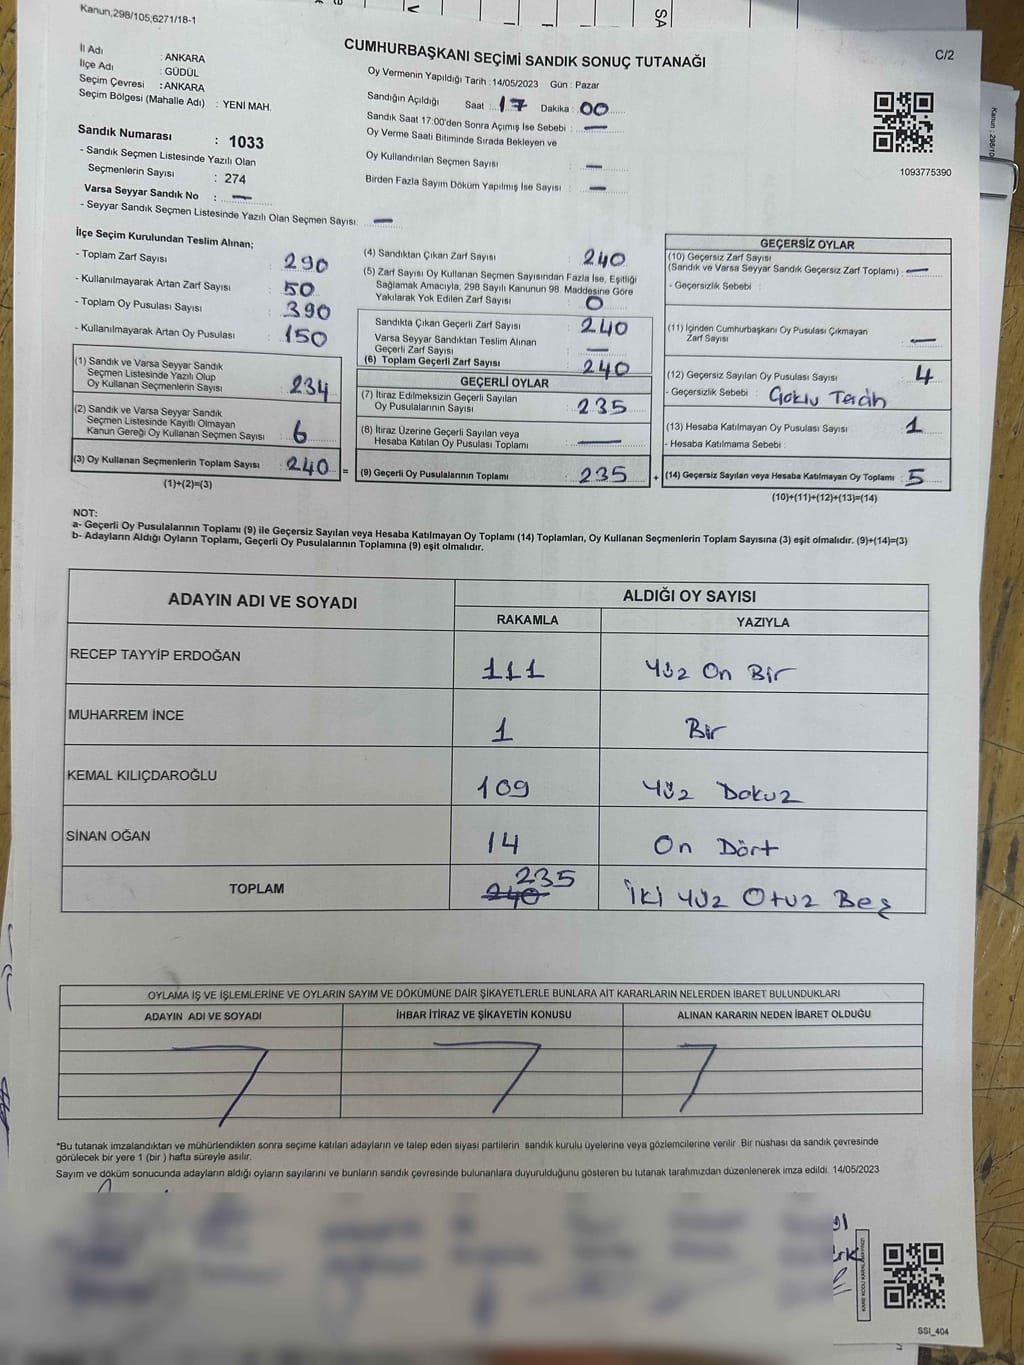 Kanun;298/105,6271/18-1
C/2
CUMHURBAŞKANI SEÇİMİ SANDIK SONUÇ TUTANAĞI
İl Adı : ANKARA
İlçe Adı : GÜDÜL
Seçim Çevresi : ANKARA
Seçim Bölgesi (Mahalle Adı) : YENİ MAH.
Sandık Numarası : 1033
- Sandık Seçmen Listesinde Yazılı Olan
Seçmenlerin Sayısı : 274
Varsa Seyyar Sandık No : —
- Seyyar Sandık Seçmen Listesinde Yazılı Olan Seçmen Sayısı: —
Oy Vermenin Yapıldığı Tarih : 14/05/2023 Gün : Pazar
Sandığın Açıldığı Saat : 17 Dakika : 00
Sandık Saat 17:00'den Sonra Açımış İse Sebebi : —
Oy Verme Saati Bitiminde Sırada Bekleyen ve
Oy Kullandırılan Seçmen Sayısı : —
Birden Fazla Sayım Döküm Yapılmış İse Sayısı : —
1093775390
İlçe Seçim Kurulundan Teslim Alınan;
- Toplam Zarf Sayısı : 290
- Kullanılmayarak Artan Zarf Sayısı : 50
- Toplam Oy Pusulası Sayısı : 390
- Kullanılmayarak Artan Oy Pusulası : 150
(1) Sandık ve Varsa Seyyar Sandık
Seçmen Listesinde Yazılı Olup
Oy Kullanan Seçmenlerin Sayısı : 234
(2) Sandık ve Varsa Seyyar Sandık
Seçmen Listesinde Kayıtlı Olmayan
Kanun Gereği Oy Kullanan Seçmen Sayısı : 6
(3) Oy Kullanan Seçmenlerin Toplam Sayısı : 240 =
(1)+(2)=(3)
(4) Sandıktan Çıkan Zarf Sayısı : 240
(5) Zarf Sayısı Oy Kullanan Seçmen Sayısından Fazla İse, Eşitliği
Sağlamak Amacıyla, 298 Sayılı Kanunun 98. Maddesine Göre
Yakılarak Yok Edilen Zarf Sayısı : 0
Sandıkta Çıkan Geçerli Zarf Sayısı : 240
Varsa Seyyar Sandıktan Teslim Alınan
Geçerli Zarf Sayısı : —
(6) Toplam Geçerli Zarf Sayısı : 240
GEÇERLİ OYLAR
(7) İtiraz Edilmeksizin Geçerli Sayılan
Oy Pusulalarının Sayısı : 235
(8) İtiraz Üzerine Geçerli Sayılan veya
Hesaba Katılan Oy Pusulası Toplamı : —
(9) Geçerli Oy Pusulalarının Toplamı : 235 +
GEÇERSİZ OYLAR
(10) Geçersiz Zarf Sayısı
(Sandık ve Varsa Seyyar Sandık Geçersiz Zarf Toplamı) : —
- Geçersizlik Sebebi :
(11) İçinden Cumhurbaşkanı Oy Pusulası Çıkmayan
Zarf Sayısı : —
(12) Geçersiz Sayılan Oy Pusulası Sayısı : 4
- Geçersizlik Sebebi : Çoklu Tercih
(13) Hesaba Katılmayan Oy Pusulası Sayısı : 1
- Hesaba Katılmama Sebebi :
(14) Geçersiz Sayılan veya Hesaba Katılmayan Oy Toplamı : 5
(10)+(11)+(12)+(13)=(14)
NOT:
a- Geçerli Oy Pusulalarının Toplamı (9) ile Geçersiz Sayılan veya Hesaba Katılmayan Oy Toplamı (14) Toplamları, Oy Kullanan Seçmenlerin Toplam Sayısına (3) eşit olmalıdır. (9)+(14)=(3)
b- Adayların Aldığı Oyların Toplamı, Geçerli Oy Pusulalarının Toplamına (9) eşit olmalıdır.
ADAYIN ADI VE SOYADI ALDIĞI OY SAYISI
RAKAMLA YAZIYLA
RECEP TAYYİP ERDOĞAN 111 Yüz On Bir
MUHARREM İNCE 1 Bir
KEMAL KILIÇDAROĞLU 109 Yüz Dokuz
SİNAN OĞAN 14 On Dört
TOPLAM 240 235 İki Yüz Otuz Beş
OYLAMA İŞ VE İŞLEMLERİNE VE OYLARIN SAYIM VE DÖKÜMÜNE DAİR ŞİKAYETLERLE BUNLARA AİT KARARLARIN NELERDEN İBARET BULUNDUKLARI
ADAYIN ADI VE SOYADI İHBAR İTİRAZ VE ŞİKAYETİN KONUSU ALINAN KARARIN NEDEN İBARET OLDUĞU
*Bu tutanak imzalandıktan ve mühürlendikten sonra seçime katılan adayların ve talep eden siyasi partilerin sandık kurulu üyelerine veya gözlemcilerine verilir .Bir nüshası da sandık çevresinde
görülecek bir yere 1 (bir ) hafta süreyle asılır.
Sayım ve döküm sonucunda adayların aldığı oyların sayılarını ve bunların sandık çevresinde bulunanlara duyurulduğunu gösteren bu tutanak tarafımızdan düzenlenerek imza edildi. 14/05/2023
SSI_404